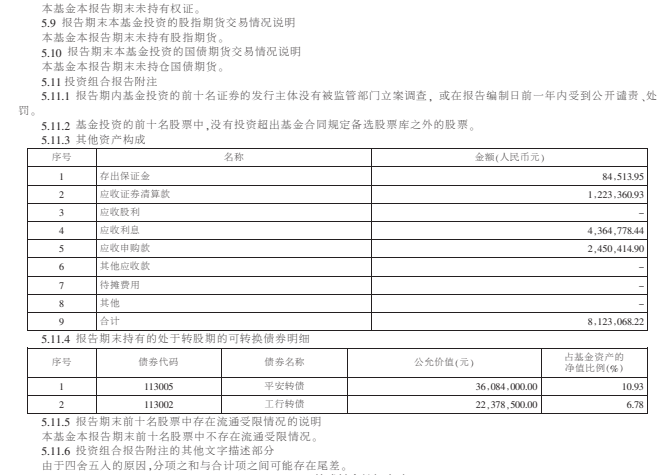 本基金本报告期末未持有权证。
5.9 报告期末本基金投资的股指期货交易情况说明
本基金本报告期末未持有股指期货。
5.10 报告期末本基金投资的国债期货交易情况说明
本基金本报告期末未持仓国债期货。
5.11 投资组合报告附注
5.11.1 报告期内基金投资的前十名证券的发行主体没有被监管部门立案调查，或在报告编制日前一年内受到公开谴责、处
罚。
5.11.2 基金投资的前十名股票中,没有投资超出基金合同规定备选股票库之外的股票。
5.11.3 其他资产构成
序号 名称 金额(人民币元)
1 存出保证金 84,513.95
2 应收证券清算款 1,223,360.93
3 应收股利 –
4 应收利息 4,364,778.44
5 应收申购款 2,450,414.90
6 其他应收款 –
7 待摊费用 –
8 其他 –
9 合计 8,123,068.22
5.11.4 报告期末持有的处于转股期的可转换债券明细
序号 债券代码 债券名称 公允价值(元) 占基金资产的
净值比例(%)
1 113005 平安转债 36,084,000.00 10.93
2 113002 工行转债 22,378,500.00 6.78
5.11.5 报告期末前十名股票中存在流通受限情况的说明
本基金本报告期末前十名股票中不存在流通受限情况。
5.11.6 投资组合报告附注的其他文字描述部分
由于四舍五入的原因,分项之和与合计项之间可能存在尾差。